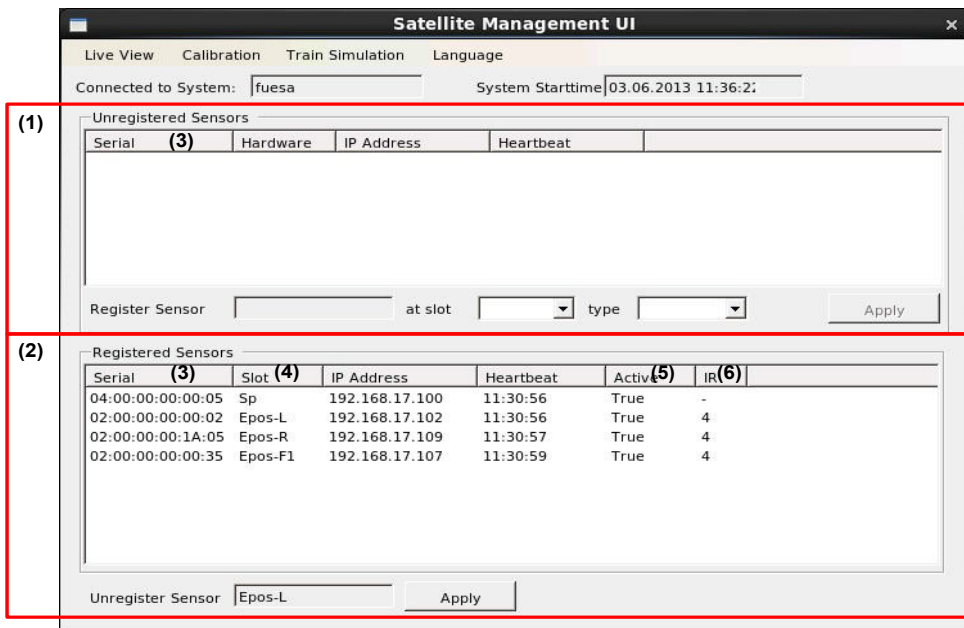 Satellite Management UI ×
Live View Calibration Train Simulation Language
Connected to System: fuesa System Starttime 03.06.2013 11:36:22
(1) Unregistered Sensors
Serial (3) Hardware IP Address Heartbeat
Register Sensor at slot type Apply
(2) Registered Sensors
Serial (3) Slot (4) IP Address Heartbeat Active (5) IR (6)
04:00:00:00:00:05 Sp 192.168.17.100 11:30:56 True -
02:00:00:00:00:02 Epos-L 192.168.17.102 11:30:56 True 4
02:00:00:00:1A:05 Epos-R 192.168.17.109 11:30:57 True 4
02:00:00:00:00:35 Epos-F1 192.168.17.107 11:30:59 True 4
Unregister Sensor Epos-L Apply